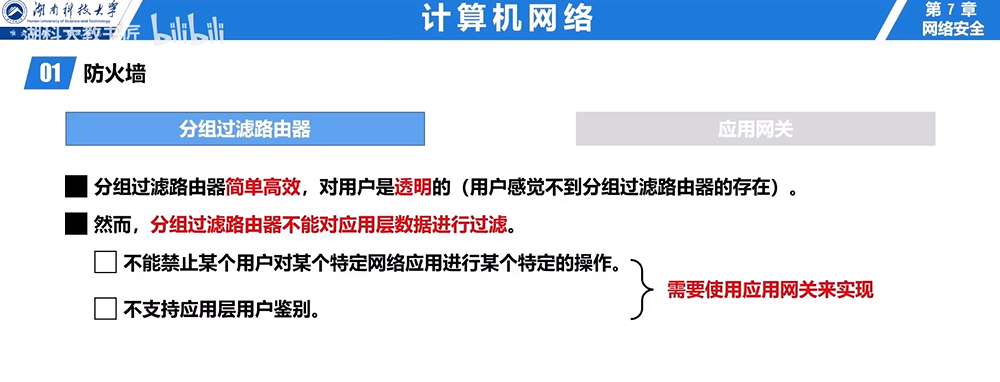 湖南科技大学
Hunan University of Science and Technology
湖科大教书匠 bilibili
计算机网络
第 7 章
网络安全
01 防火墙
分组过滤路由器
应用网关
分组过滤路由器简单高效，对用户是透明的（用户感觉不到分组过滤路由器的存在）。
然而，分组过滤路由器不能对应用层数据进行过滤。
不能禁止某个用户对某个特定网络应用进行某个特定的操作。
不支持应用层用户鉴别。
需要使用应用网关来实现